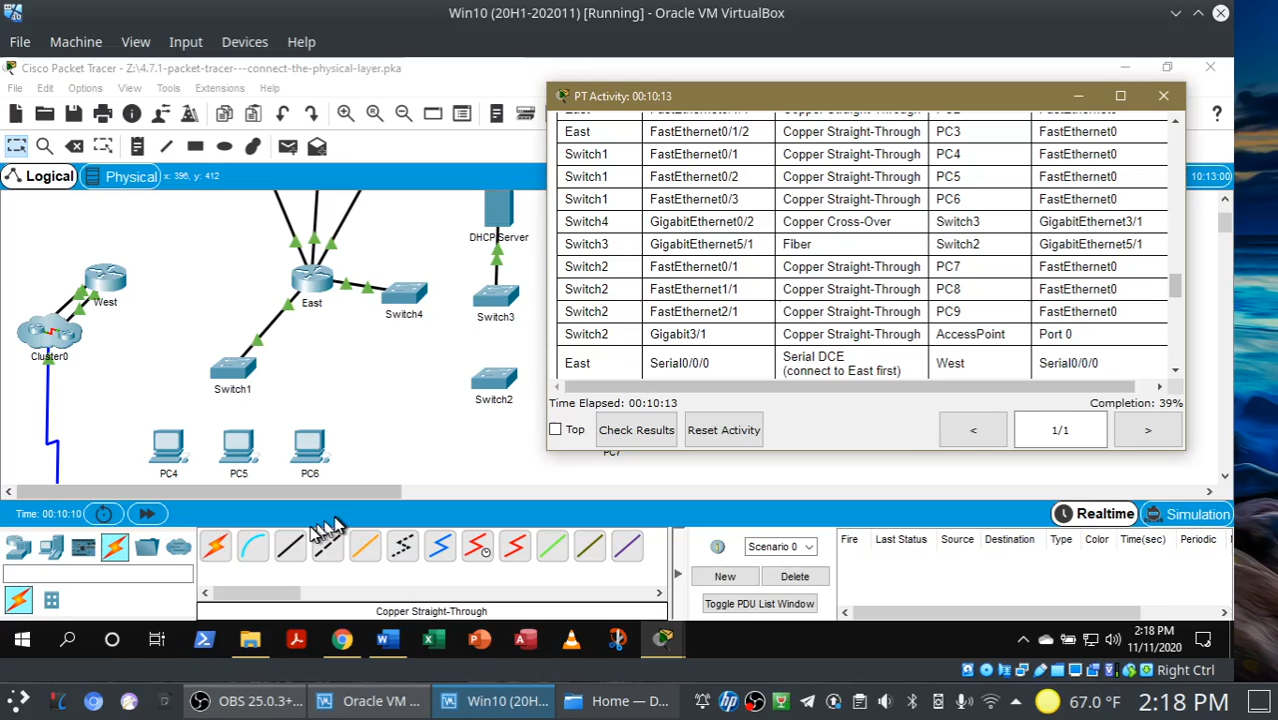 Win10 (20H1-202011) [Running] - Oracle VM VirtualBox
File Machine View Input Devices Help
Cisco Packet Tracer - Z:\4.7.1-packet-tracer---connect-the-physical-layer.pka
File Edit Options View Tools Extensions Help
?
Logical Physical x: 396, y: 412 10:13:00
PT Activity: 00:10:13
East FastEthernet0/1/2 Copper Straight-Through PC3 FastEthernet0
Switch1 FastEthernet0/1 Copper Straight-Through PC4 FastEthernet0
Switch1 FastEthernet0/2 Copper Straight-Through PC5 FastEthernet0
Switch1 FastEthernet0/3 Copper Straight-Through PC6 FastEthernet0
Switch4 GigabitEthernet0/2 Copper Cross-Over Switch3 GigabitEthernet3/1
Switch3 GigabitEthernet5/1 Fiber Switch2 GigabitEthernet5/1
Switch2 FastEthernet0/1 Copper Straight-Through PC7 FastEthernet0
Switch2 FastEthernet1/1 Copper Straight-Through PC8 FastEthernet0
Switch2 FastEthernet2/1 Copper Straight-Through PC9 FastEthernet0
Switch2 Gigabit3/1 Copper Straight-Through AccessPoint Port 0
East Serial0/0/0 Serial DCE
(connect to East first) West Serial0/0/0
Time Elapsed: 00:10:13 Completion: 39%
Top Check Results Reset Activity < 1/1 >
DHCP Server
West
East
Switch4
Switch3
Cluster0
Switch1
Switch2
PC4 PC5 PC6
PC7
Time: 00:10:10 Realtime Simulation
Copper Straight-Through
Scenario 0
New Delete
Toggle PDU List Window
Fire Last Status Source Destination Type Color Time(sec) Periodic
2:18 PM
11/11/2020
Right Ctrl
OBS 25.0.3+... Oracle VM ... Win10 (20H... Home — D...
67.0 °F 2:18 PM